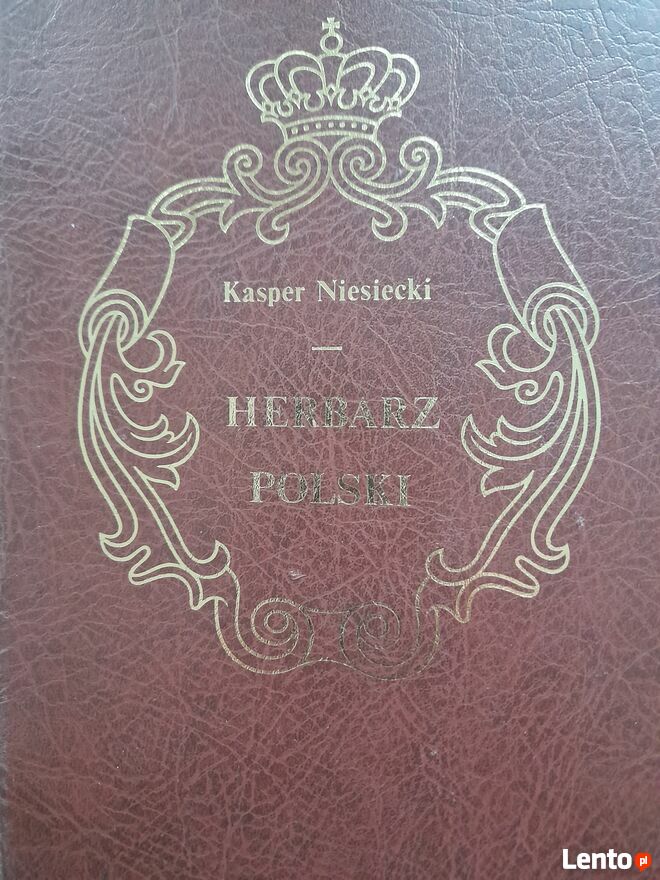 Kasper Niesiecki
HERBARZ
POLSKI
Lento.pl